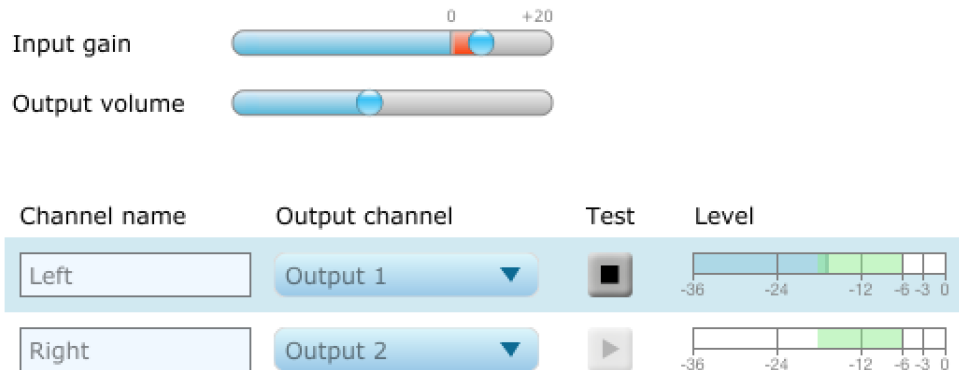 0 +20
Input gain
Output volume
Channel name Output channel Test Level
Left Output 1
-36 -24 -12 -6 -3 0
Right Output 2
-36 -24 -12 -6 -3 0